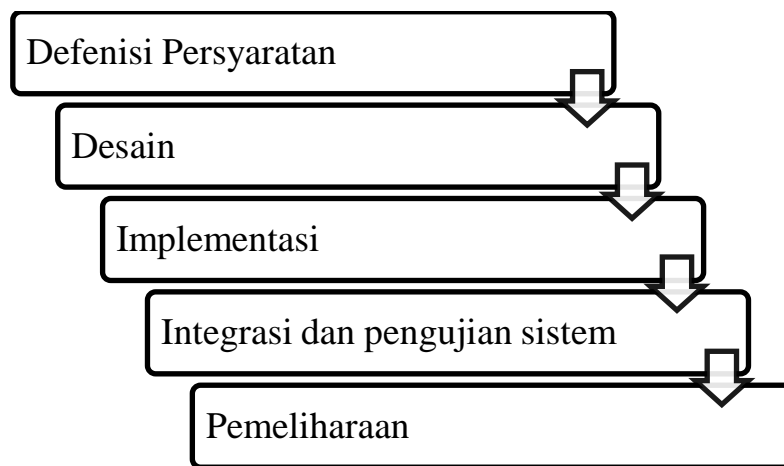 Defenisi Persyaratan
Desain
Implementasi
Integrasi dan pengujian sistem
Pemeliharaan